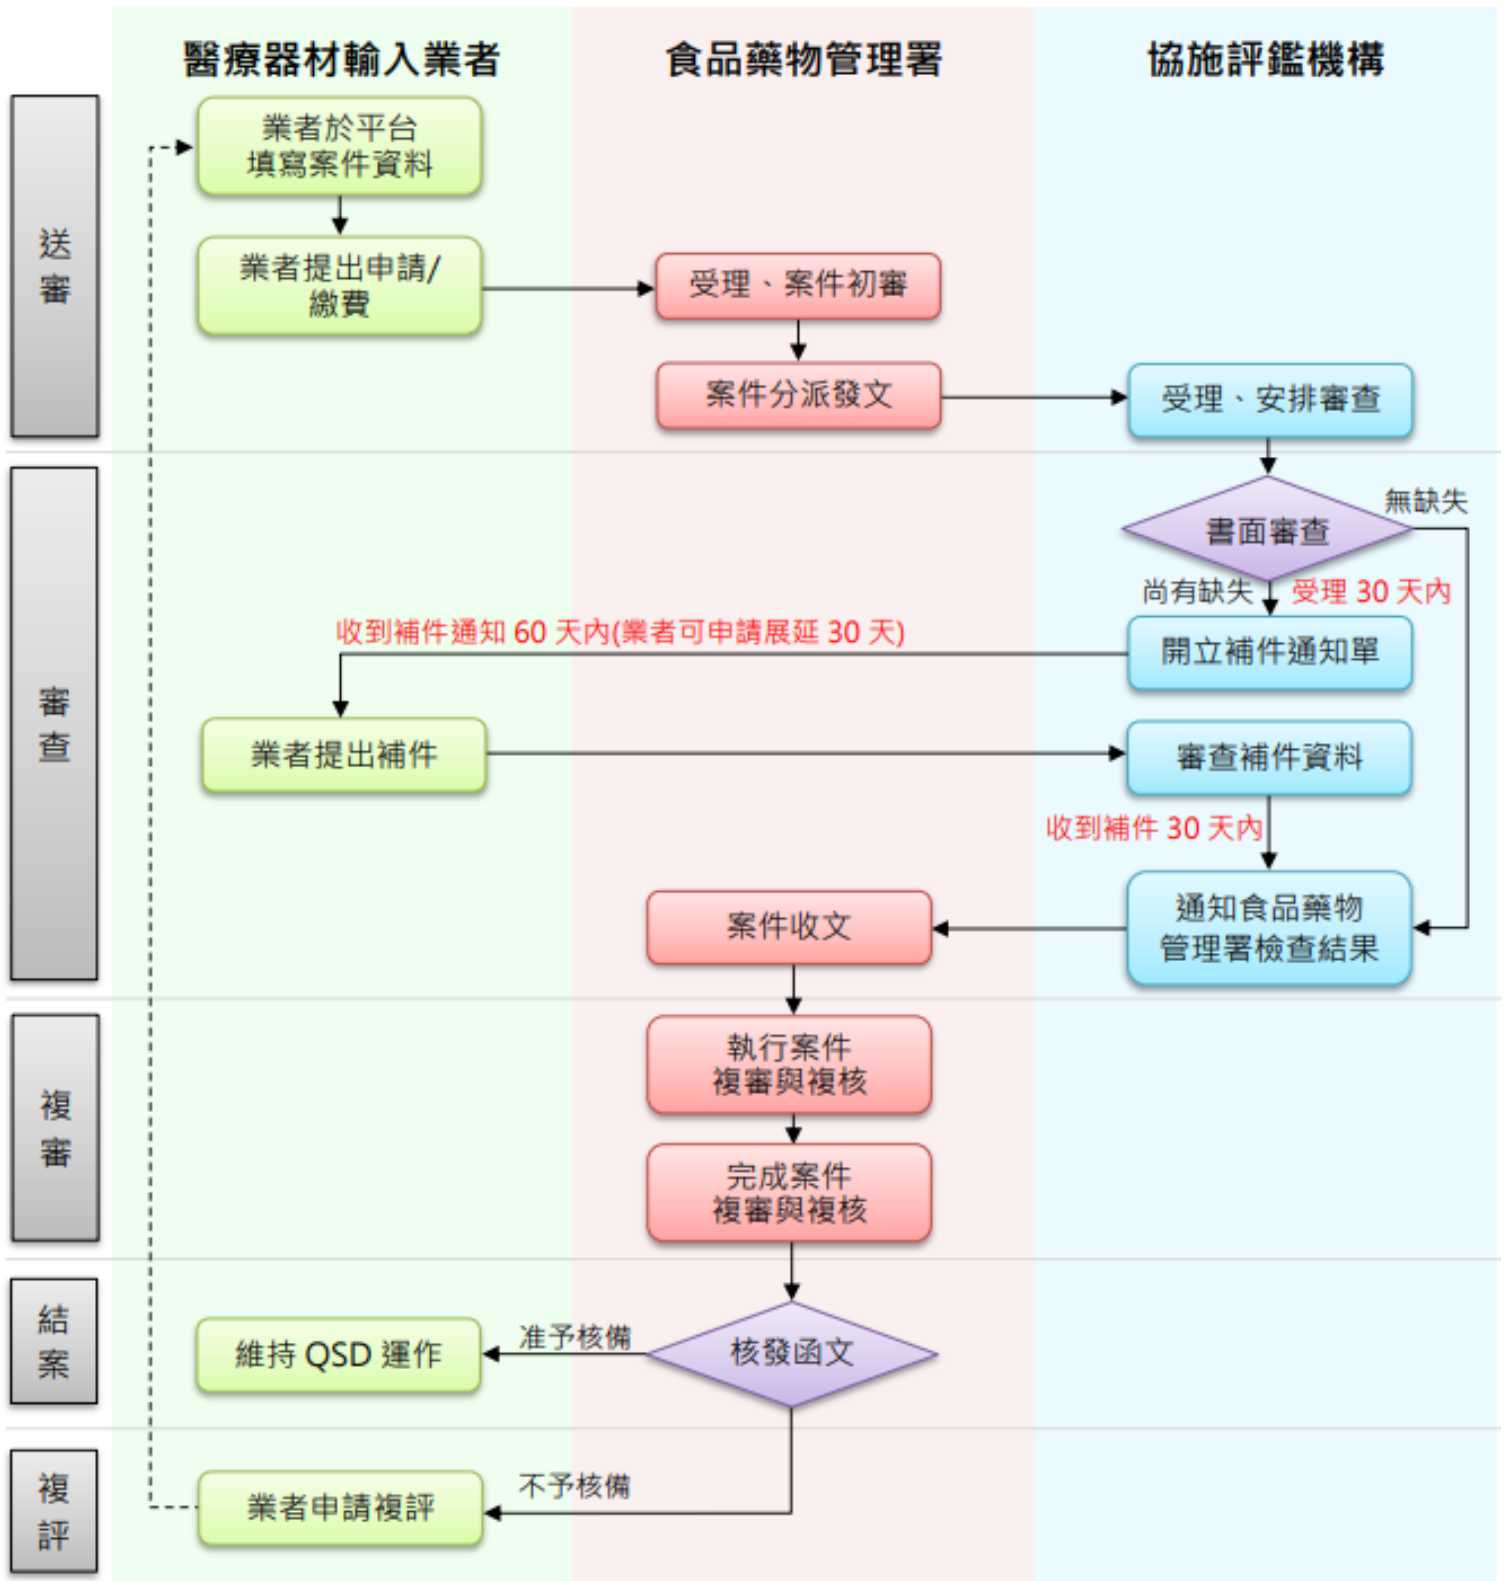 醫療器材輸入業者
食品藥物管理署
協施評鑑機構
送
審
業者於平台
填寫案件資料
業者提出申請/
繳費
受理、案件初審
案件分派發文
受理、安排審查
審
查
書面審查
無缺失
尚有缺失
受理 30 天內
開立補件通知單
收到補件通知 60 天內(業者可申請展延 30 天)
業者提出補件
審查補件資料
收到補件 30 天內
通知食品藥物
管理署檢查結果
案件收文
複
審
執行案件
複審與複核
完成案件
複審與複核
結
案
核發函文
准予核備
維持 QSD 運作
複
評
不予核備
業者申請複評